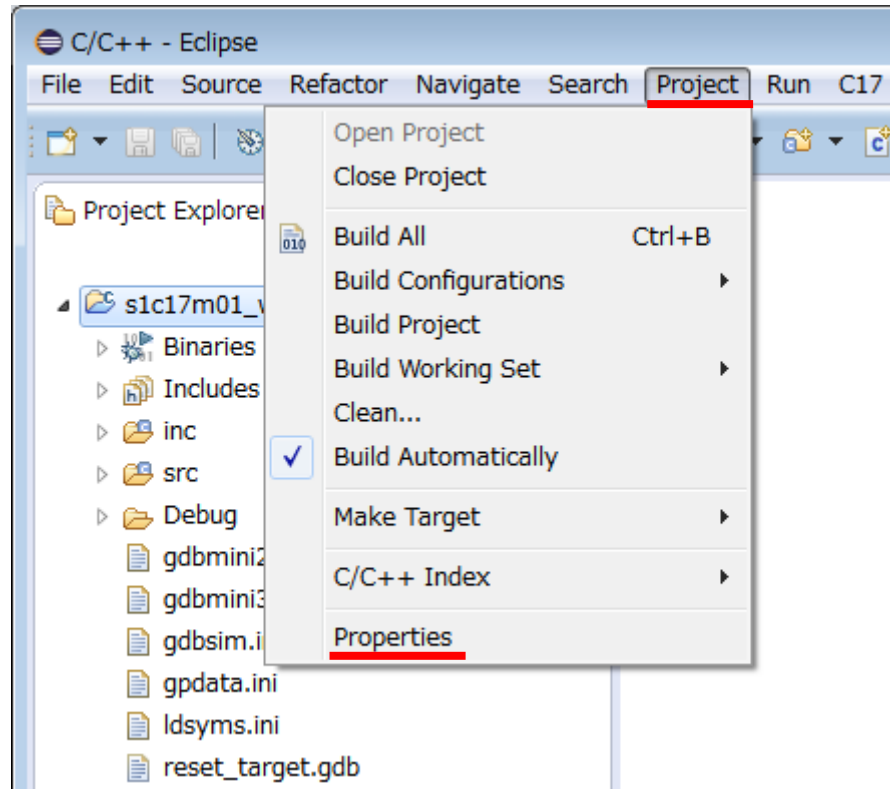 C/C++ - Eclipse
File Edit Source Refactor Navigate Search Project Run C17
Open Project
Close Project
Project Explorer
Build All Ctrl+B
Build Configurations
s1c17m01_
Build Project
Binaries
Build Working Set
Includes
Clean...
inc
Build Automatically
src
Debug
Make Target
gdbmini2
C/C++ Index
gdbmini3
Properties
gdbsim.i
gpdata.ini
ldsyms.ini
reset_target.gdb